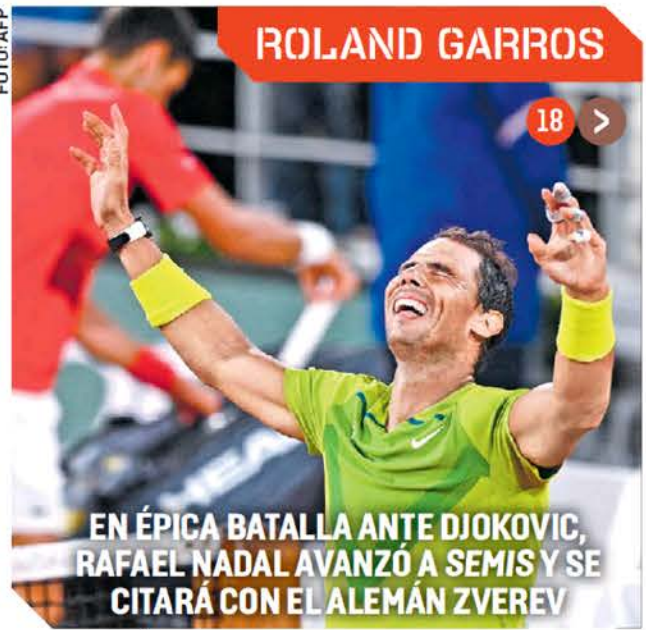 FOTO: AFP
ROLAND GARROS
18 >
HEAD
EN ÉPICA BATALLA ANTE DJOKOVIC,
RAFAEL NADAL AVANZÓ A SEMIS Y SE
CITARÁ CON EL ALEMÁN ZVEREV